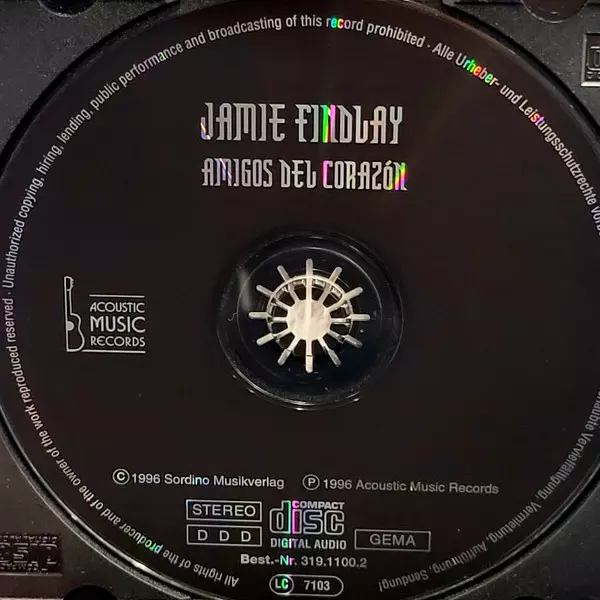 JAMIE FINDLAY
AMIGOS DEL CORAZÓN
ACOUSTIC
MUSIC
RECORDS
© 1996 Sordino Musikverlag ℗ 1996 Acoustic Music Records
STEREO
DDD
COMPACT
disc
DIGITAL AUDIO
GEMA
Best.-Nr. 319.1100.2
LC 7103
All rights of the producer and of the owner of the work reproduced reserved · Unauthorized copying, hiring, lending, public performance and broadcasting of this record prohibited · Alle Urheber- und Leistungsschutzrechte Vervielfältigung, Vermietung, Aufführung, Sendung!